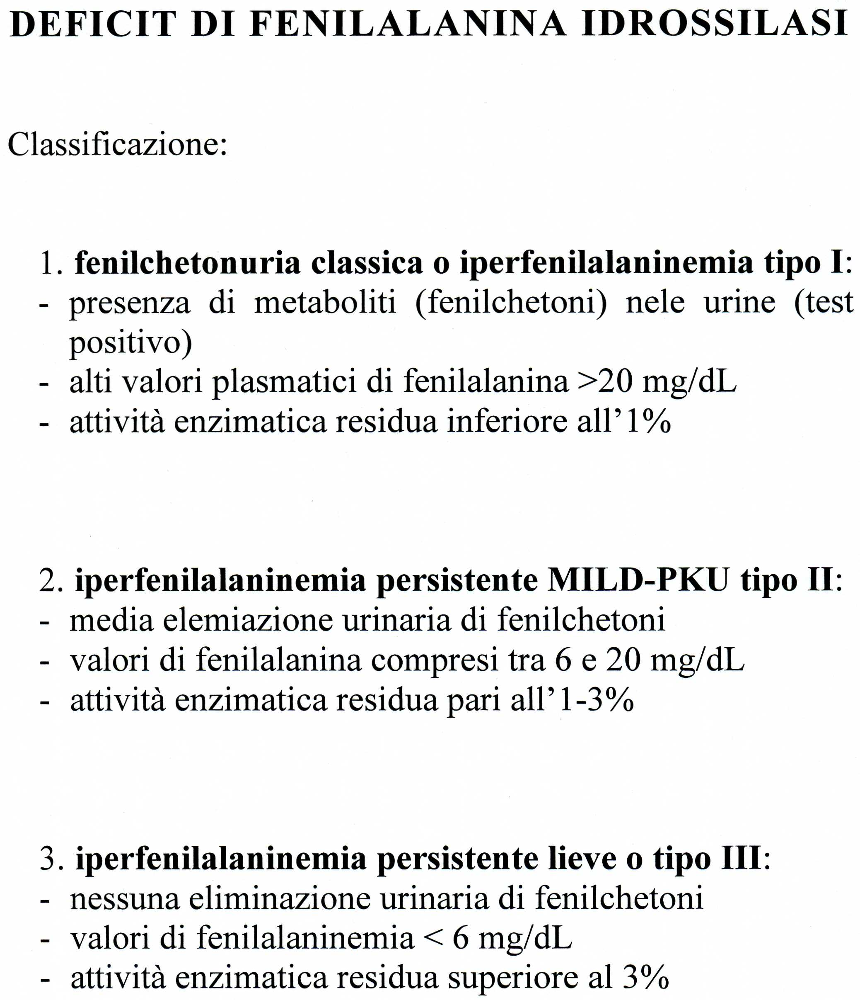 DEFICIT DI FENILALANINA IDROSSILASI
Classificazione:
1. fenilchetonuria classica o iperfenilalaninemia tipo I:
- presenza di metaboliti (fenilchetoni) nele urine (test
positivo)
- alti valori plasmatici di fenilalanina >20 mg/dL
- attività enzimatica residua inferiore all’1%
2. iperfenilalaninemia persistente MILD-PKU tipo II:
- media elemiazione urinaria di fenilchetoni
- valori di fenilalanina compresi tra 6 e 20 mg/dL
- attività enzimatica residua pari all’1-3%
3. iperfenilalaninemia persistente lieve o tipo III:
- nessuna eliminazione urinaria di fenilchetoni
- valori di fenilalaninemia < 6 mg/dL
- attività enzimatica residua superiore al 3%